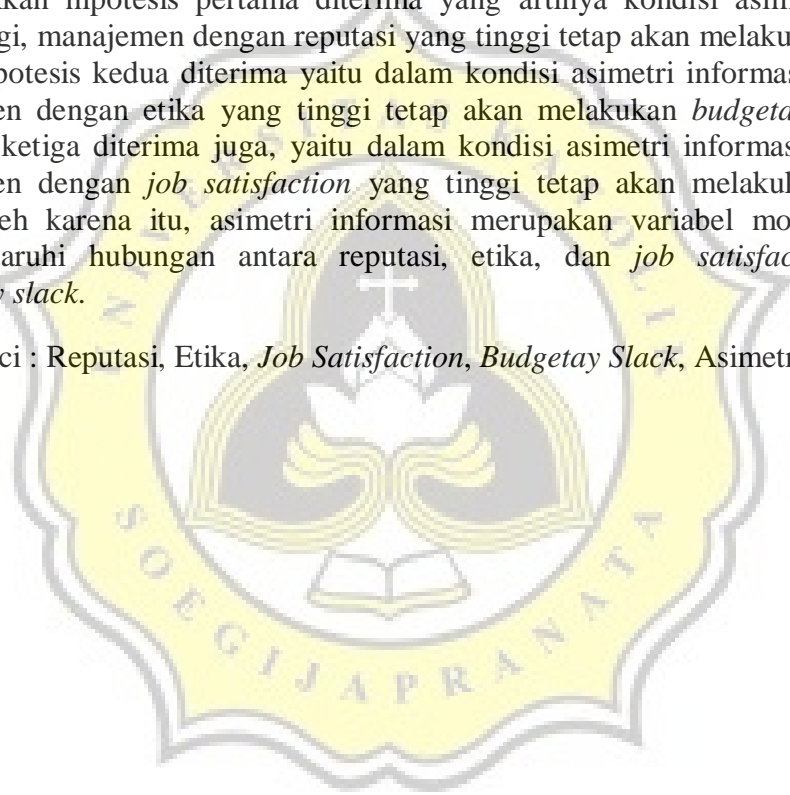 kan hipotesis pertama diterima yang artinya kondisi asim
gi, manajemen dengan reputasi yang tinggi tetap akan melaku
potesis kedua diterima yaitu dalam kondisi asimetri informas
en dengan etika yang tinggi tetap akan melakukan budgeta
ketiga diterima juga, yaitu dalam kondisi asimetri informas
en dengan job satisfaction yang tinggi tetap akan melakul
eh karena itu, asimetri informasi merupakan variabel mo
aruhi hubungan antara reputasi, etika, dan job satisfac
y slack.
ci : Reputasi, Etika, Job Satisfaction, Budgetay Slack, Asimetr
UNIVERSITAS KATOLIK
SOEGIJAPRANATA